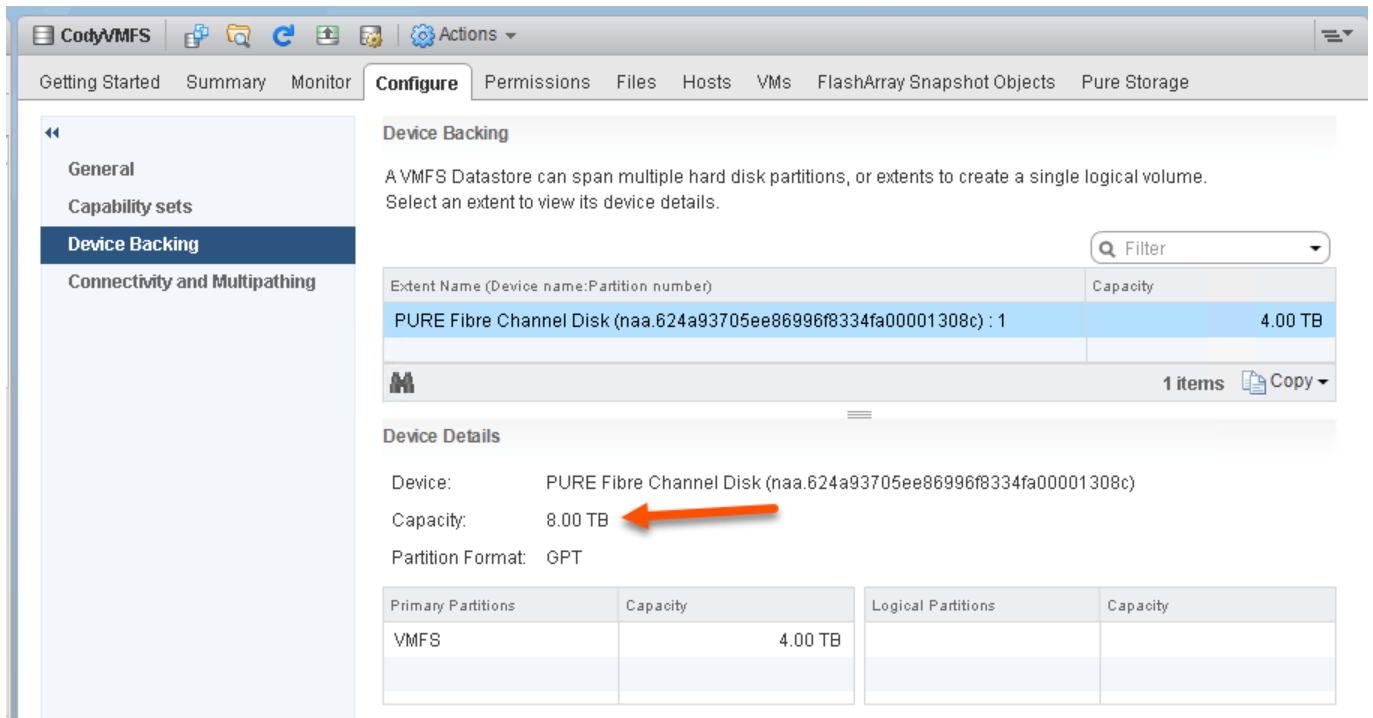 CodyVMFS Actions
Getting Started Summary Monitor Configure Permissions Files Hosts VMs FlashArray Snapshot Objects Pure Storage
General
Capability sets
Device Backing
Connectivity and Multipathing
Device Backing
A VMFS Datastore can span multiple hard disk partitions, or extents to create a single logical volume.
Select an extent to view its device details.
Filter
Extent Name (Device name:Partition number) Capacity
PURE Fibre Channel Disk (naa.624a93705ee86996f8334fa00001308c) : 1 4.00 TB
1 items Copy
Device Details
Device: PURE Fibre Channel Disk (naa.624a93705ee86996f8334fa00001308c)
Capacity: 8.00 TB
Partition Format: GPT
Primary Partitions Capacity Logical Partitions Capacity
VMFS 4.00 TB